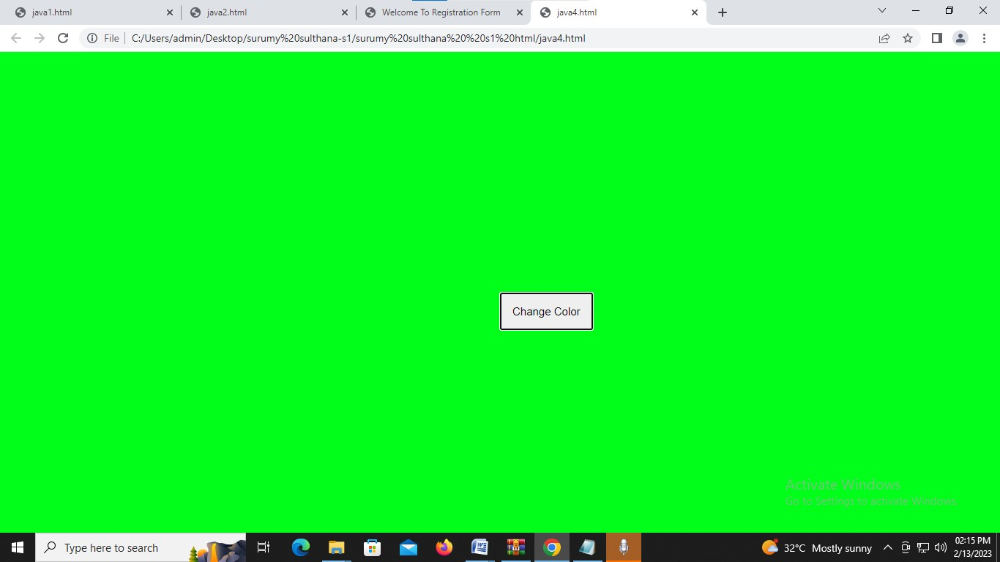 java1.html
java2.html
Welcome To Registration Form
java4.html
File
C:/Users/admin/Desktop/surumy%20sulthana-s1/surumy%20sulthana%20%20s1%20html/java4.html
Change Color
Activate Windows
Go to Settings to activate Windows.
Type here to search
32°C Mostly sunny
02:15 PM
2/13/2023